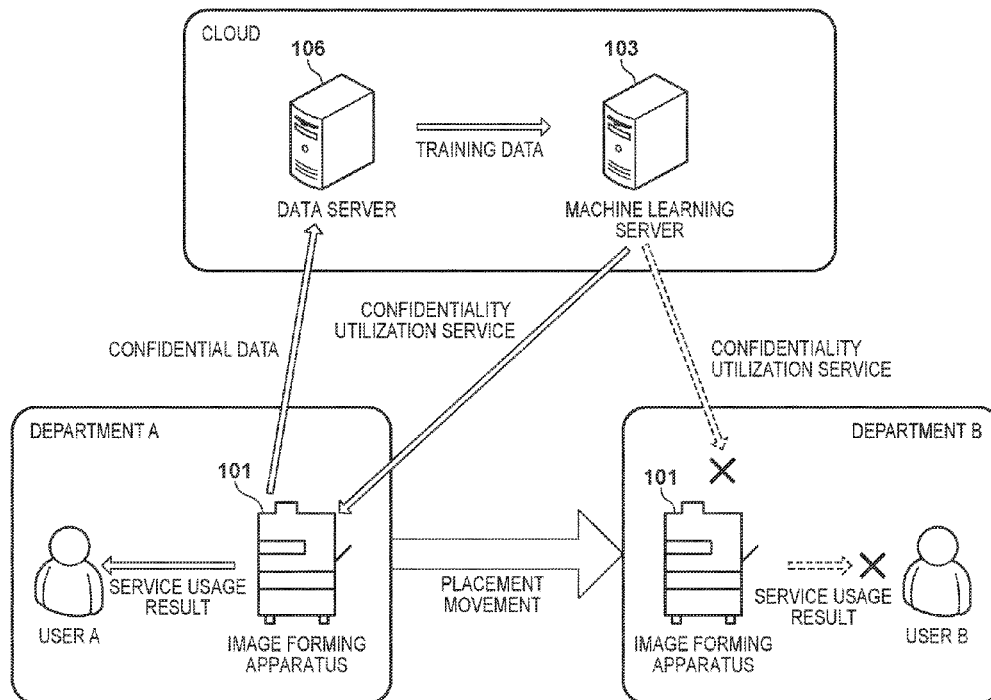 CLOUD
106
103
TRAINING DATA
DATA SERVER
MACHINE LEARNING
SERVER
CONFIDENTIAL DATA
CONFIDENTIALITY
UTILIZATION SERVICE
CONFIDENTIALITY
UTILIZATION SERVICE
DEPARTMENT A
101
SERVICE USAGE
RESULT
USER A
IMAGE FORMING
APPARATUS
PLACEMENT
MOVEMENT
DEPARTMENT B
101
SERVICE USAGE
RESULT
IMAGE FORMING
APPARATUS
USER B